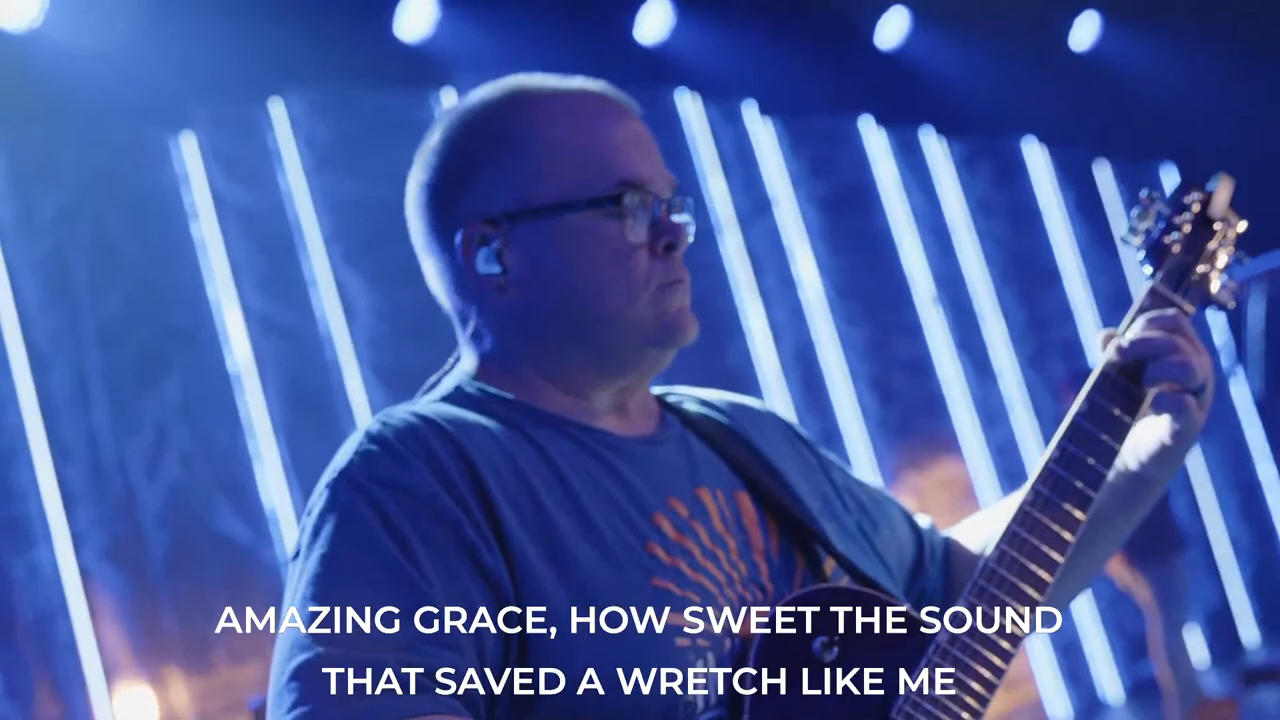 AMAZING GRACE, HOW SWEET THE SOUND
THAT SAVED A WRETCH LIKE ME